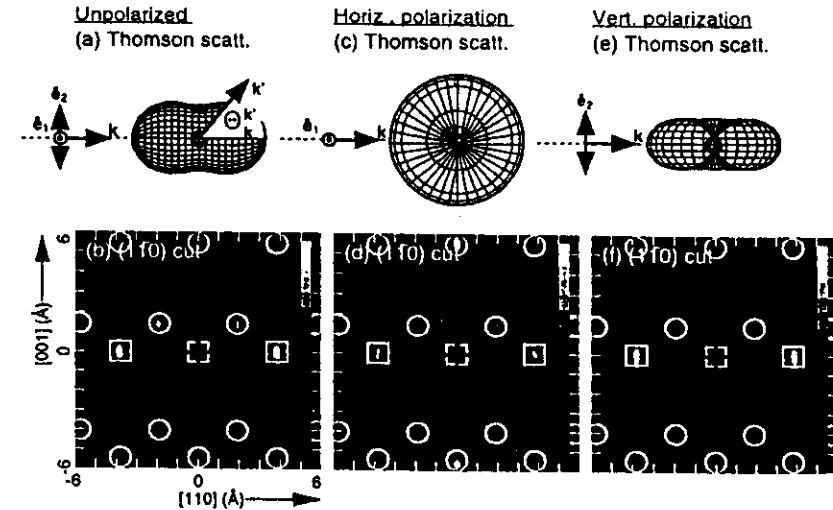 Unpolarized
(a) Thomson scatt.
Horiz. polarization
(c) Thomson scatt.
Vert. polarization
(e) Thomson scatt.
ê₂
ê₁
k
k'
Θ
k'
k
ê₁
k
ê₂
k
(b) (1̄10) cut
(d) (1̄10) cut
(f) (1̄10) cut
[001] (Å)
6
0
-6
-6
0
6
[110] (Å)